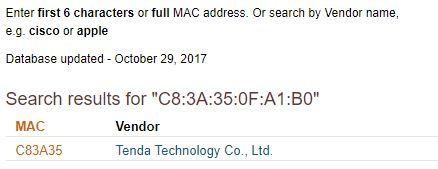 Enter first 6 characters or full MAC address. Or search by Vendor name,
e.g. cisco or apple
Database updated - October 29, 2017
Search results for "C8:3A:35:0F:A1:B0"
MAC Vendor
C83A35 Tenda Technology Co., Ltd.